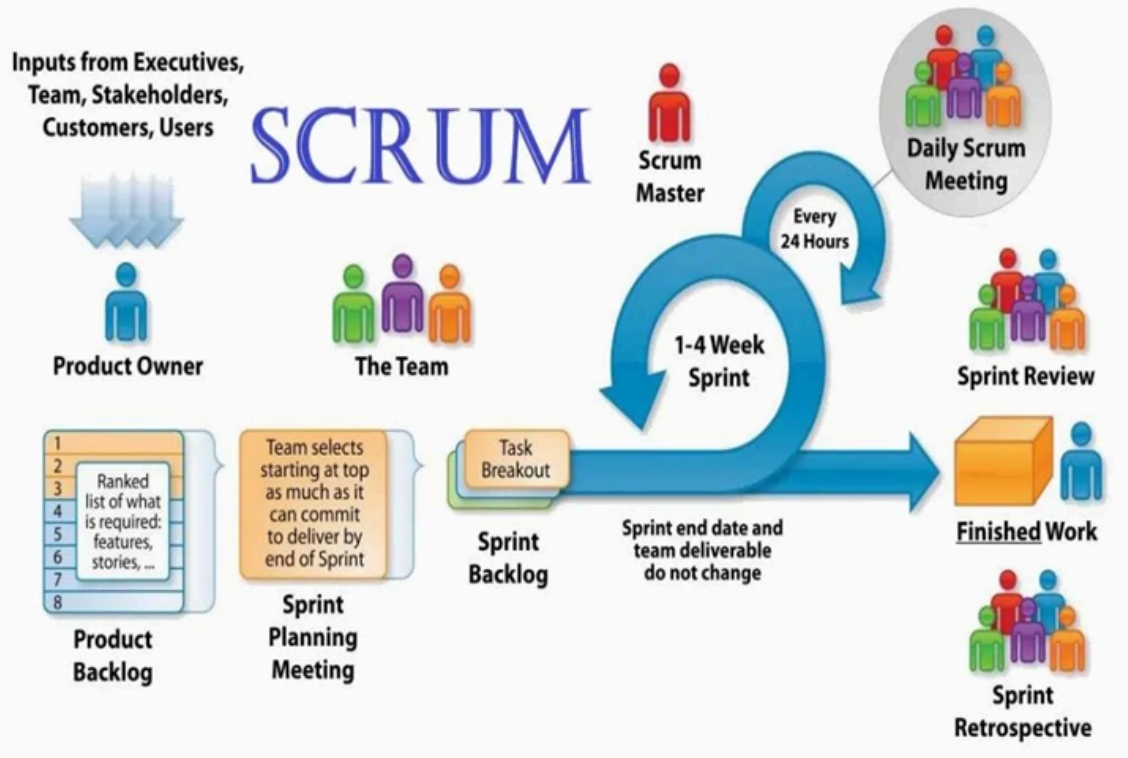 Inputs from Executives,
Team, Stakeholders,
Customers, Users
SCRUM
Scrum
Master
Daily Scrum
Meeting
Every
24 Hours
Product Owner
The Team
1-4 Week
Sprint
Sprint Review
1
2
3
4
5
6
7
8
Ranked
list of what
is required:
features,
stories, ...
Product
Backlog
Team selects
starting at top
as much as it
can commit
to deliver by
end of Sprint
Sprint
Planning
Meeting
Task
Breakout
Sprint
Backlog
Sprint end date and
team deliverable
do not change
Finished Work
Sprint
Retrospective